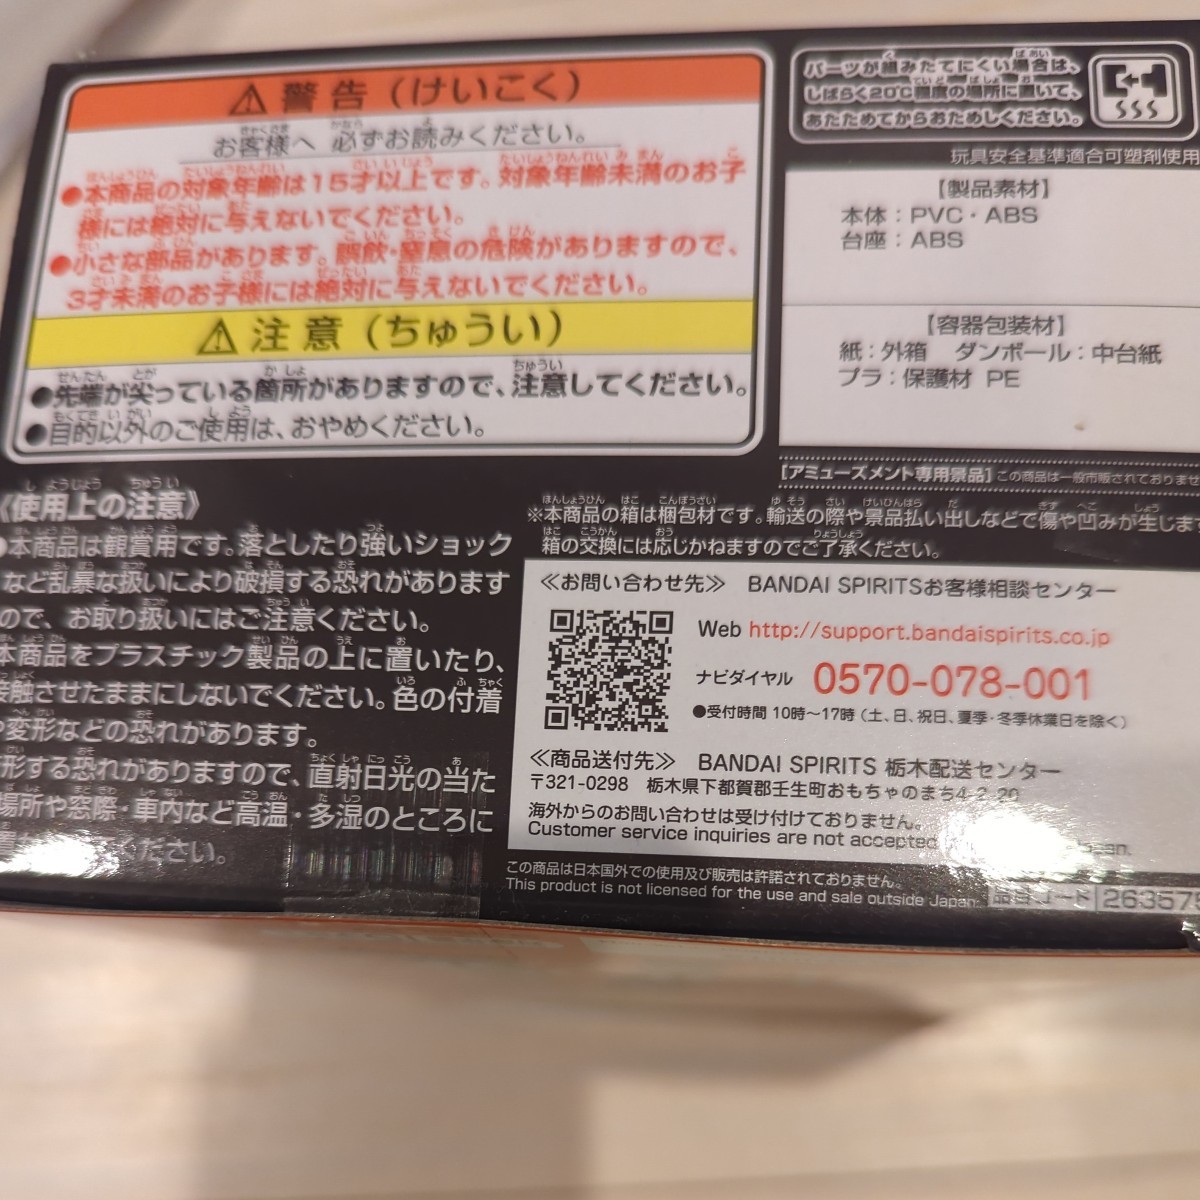 警告（けいこく）
お客様へ 必ずお読みください。
●本商品の対象年齢は15才以上です。対象年齢未満のお子
様には絶対に与えないでください。
●小さな部品があります。誤飲・窒息の危険がありますので、
3才未満のお子様には絶対に与えないでください。
注意（ちゅうい）
●先端が尖っている箇所がありますので、注意してください。
●目的以外のご使用は、おやめください。
パーツが組みたてにくい場合は、
しばらく20℃程度の場所に置いて、
あたためてからおためしください。
玩具安全基準適合可塑剤使用
【製品素材】
本体：PVC・ABS
台座：ABS
【容器包装材】
紙：外箱 ダンボール：中台紙
プラ：保護材 PE
【アミューズメント専用景品】この商品は一般市販されておりませ
《使用上の注意》
●本商品は観賞用です。落としたり強いショック
など乱暴な扱いにより破損する恐れがあります
ので、お取り扱いにはご注意ください。
本商品をプラスチック製品の上に置いたり、
接触させたままにしないでください。色の付着
や変形などの恐れがあります。
形する恐れがありますので、直射日光の当た
場所や窓際・車内など高温・多湿のところに
ください。
※本商品の箱は梱包材です。輸送の際や景品払い出しなどで傷や凹みが生じま
箱の交換には応じかねますのでご了承ください。
≪お問い合わせ先≫ BANDAI SPIRITSお客様相談センター
Web http://support.bandaispirits.co.jp
ナビダイヤル 0570-078-001
●受付時間 10時〜17時（土、日、祝日、夏季・冬季休業日を除く）
≪商品送付先≫ BANDAI SPIRITS 栃木配送センター
〒321-0298 栃木県下都賀郡壬生町おもちゃのまち4-2-20
海外からのお問い合わせは受け付けておりません。
Customer service inquiries are not accepted
この商品は日本国外での使用及び販売は許諾されておりません。
This product is not licensed for the use and sale outside Japan.
品番コード 263575